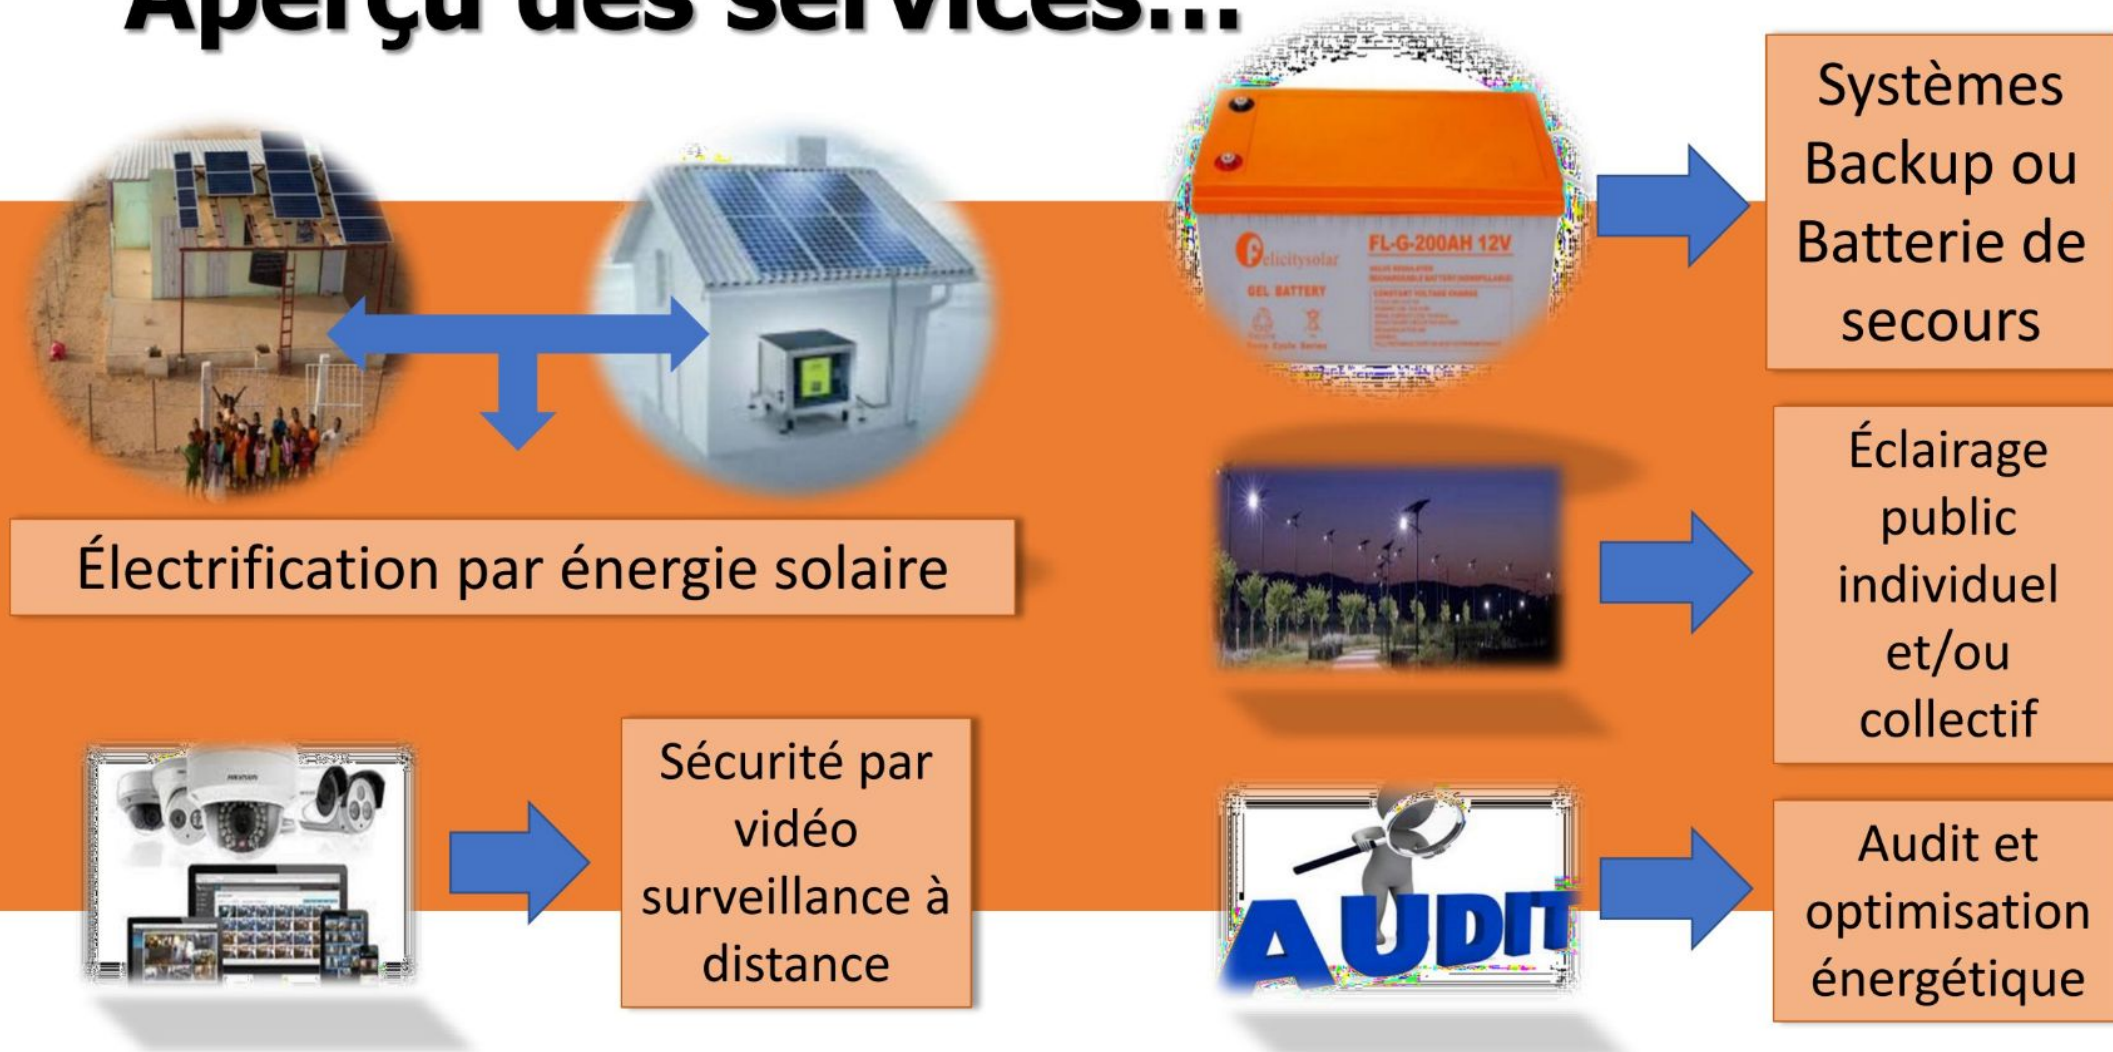 Aperçu des services...
Électrification par énergie solaire
Felicitysolar
FL-G-200AH 12V
GEL BATTERY
Systèmes
Backup ou
Batterie de
secours
Éclairage
public
individuel
et/ou
collectif
Sécurité par
vidéo
surveillance à
distance
AUDIT
Audit et
optimisation
énergétique